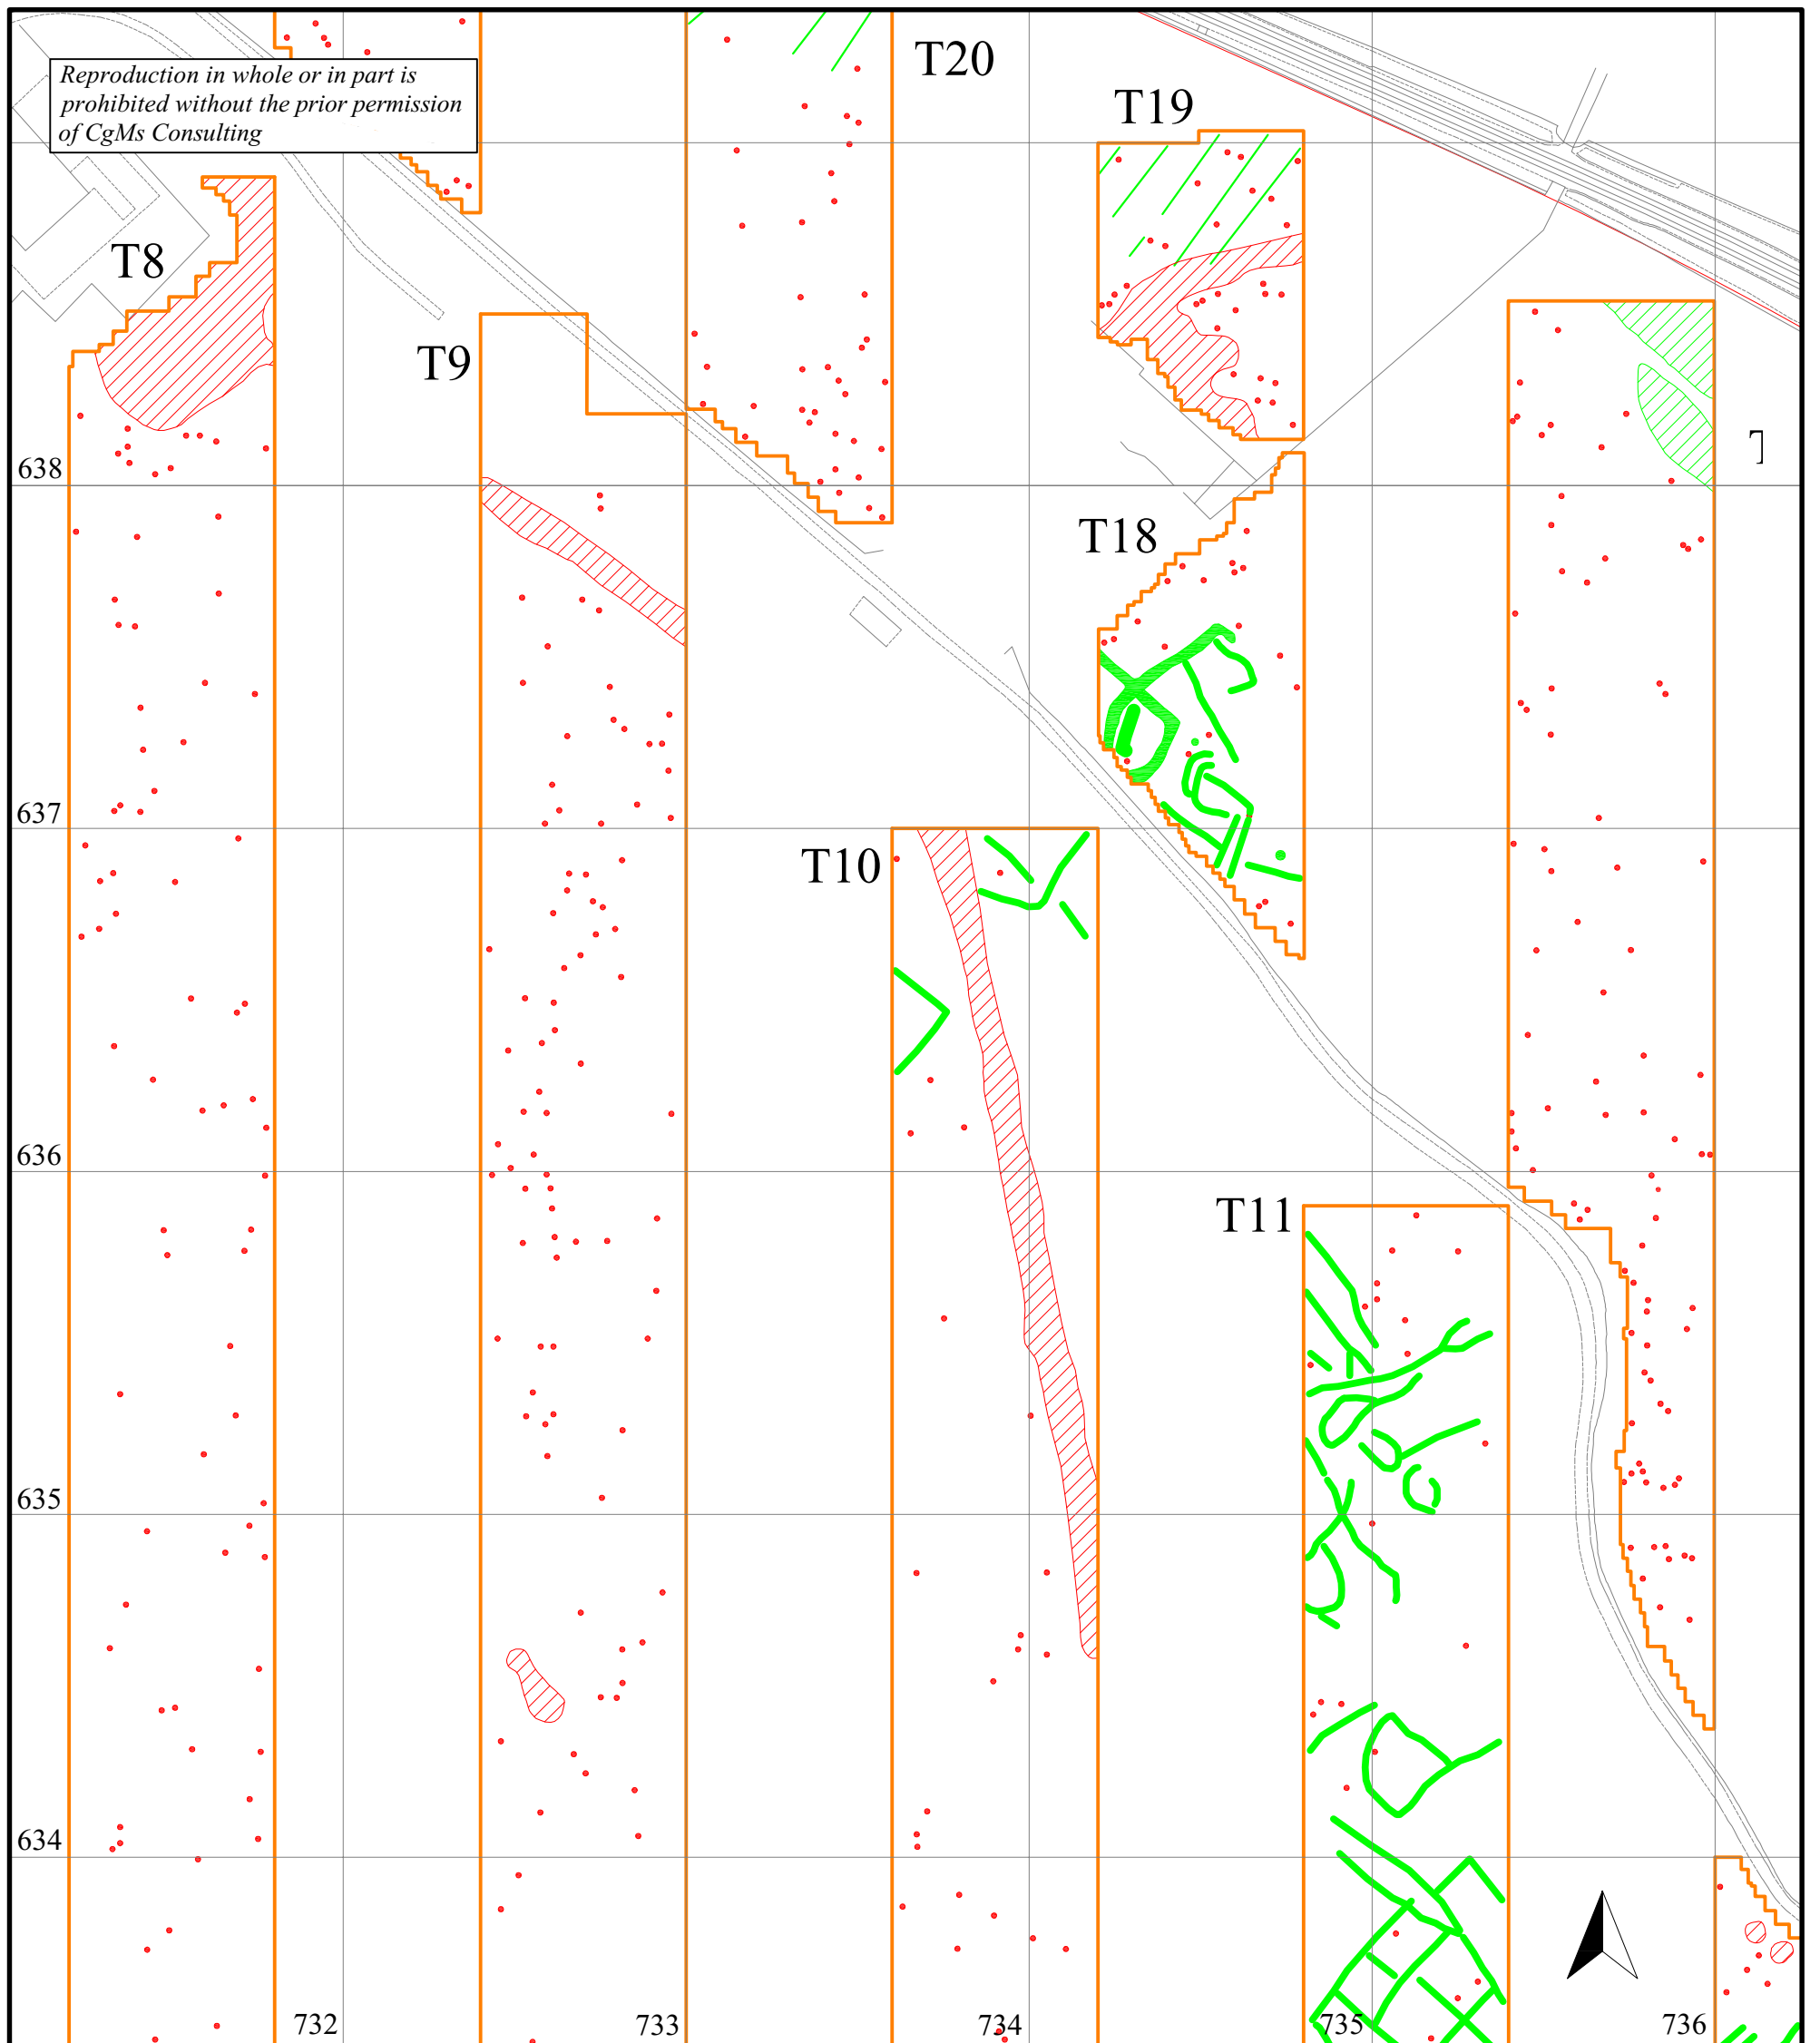 T20
Reproduction in whole or in part is
prohibited without the prior permission
of CgMs Consulting
T19
T8
T9
638
T18
637
T10
636
T11
635
634
732
733
734
735
736